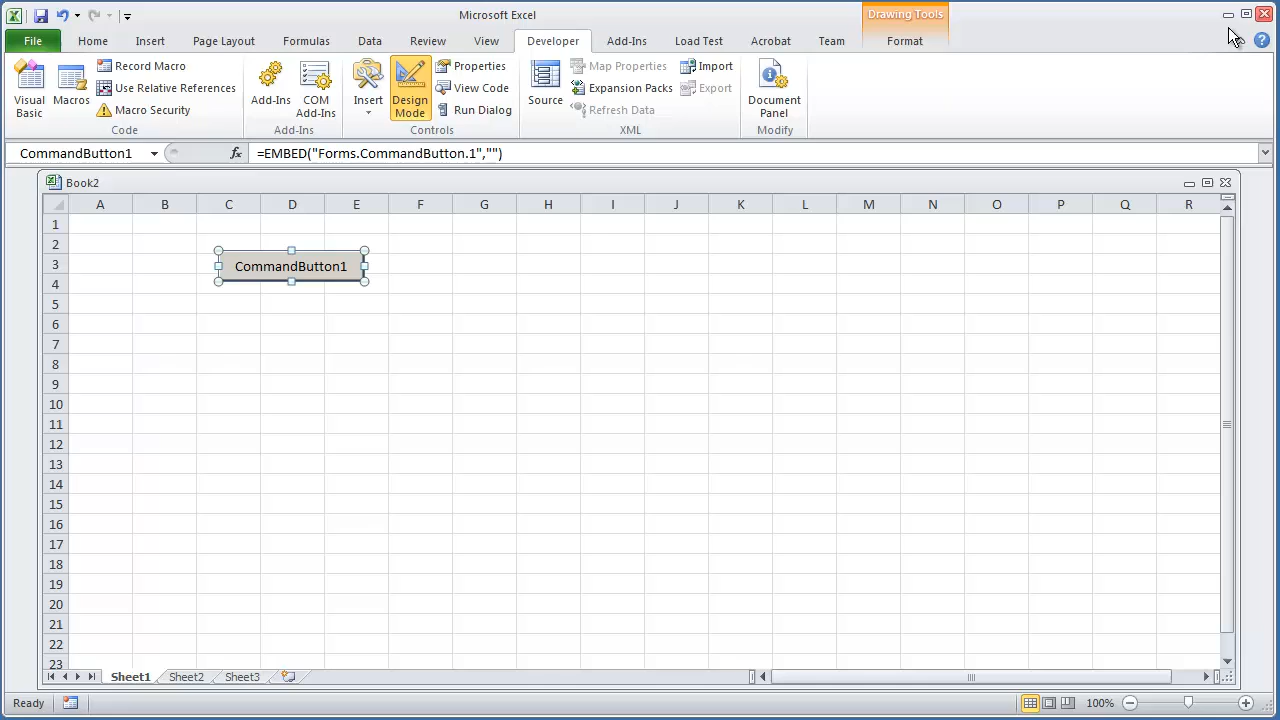 Microsoft Excel
Drawing Tools
File Home Insert Page Layout Formulas Data Review View Developer Add-Ins Load Acrobat Team Format
Visual Basic
Macros
Record Macro
Use Relative References
Macro Security
Code
Add-Ins
COM Add-Ins
Add-Ins
Insert
Design Mode
Properties
View Code
Run Dialog
Controls
Source
Map Properties
Expansion Packs
Refresh Data
Import
Export
XML
Document Panel
Modify
CommandButton1 fx =EMBED("Forms.CommandButton.1","")
Book2
A B C D E F G H I J K L M N O P Q R
1
2
3
CommandButton1
4
5
6
7
8
9
10
11
12
13
14
15
16
17
18
19
20
21
22
23
Sheet1 Sheet2 Sheet3
Ready 100%